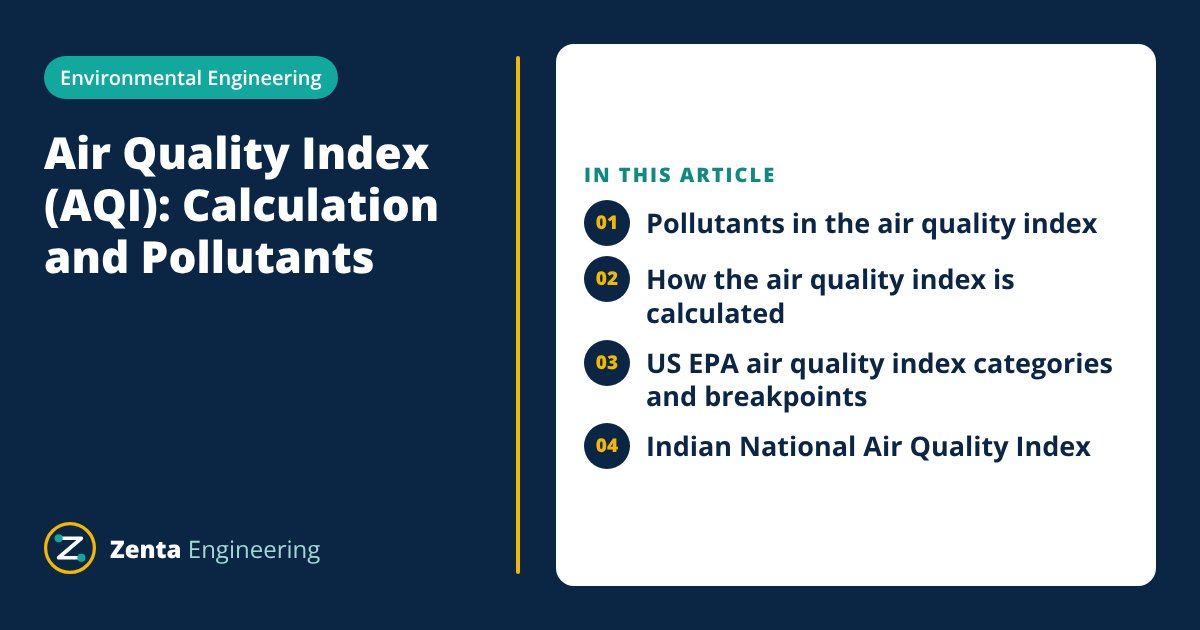 Environmental Engineering
Air Quality Index
(AQI): Calculation
and Pollutants
IN THIS ARTICLE
01 Pollutants in the air quality index
02 How the air quality index is
calculated
03 US EPA air quality index categories
and breakpoints
04 Indian National Air Quality Index
Z Zenta Engineering